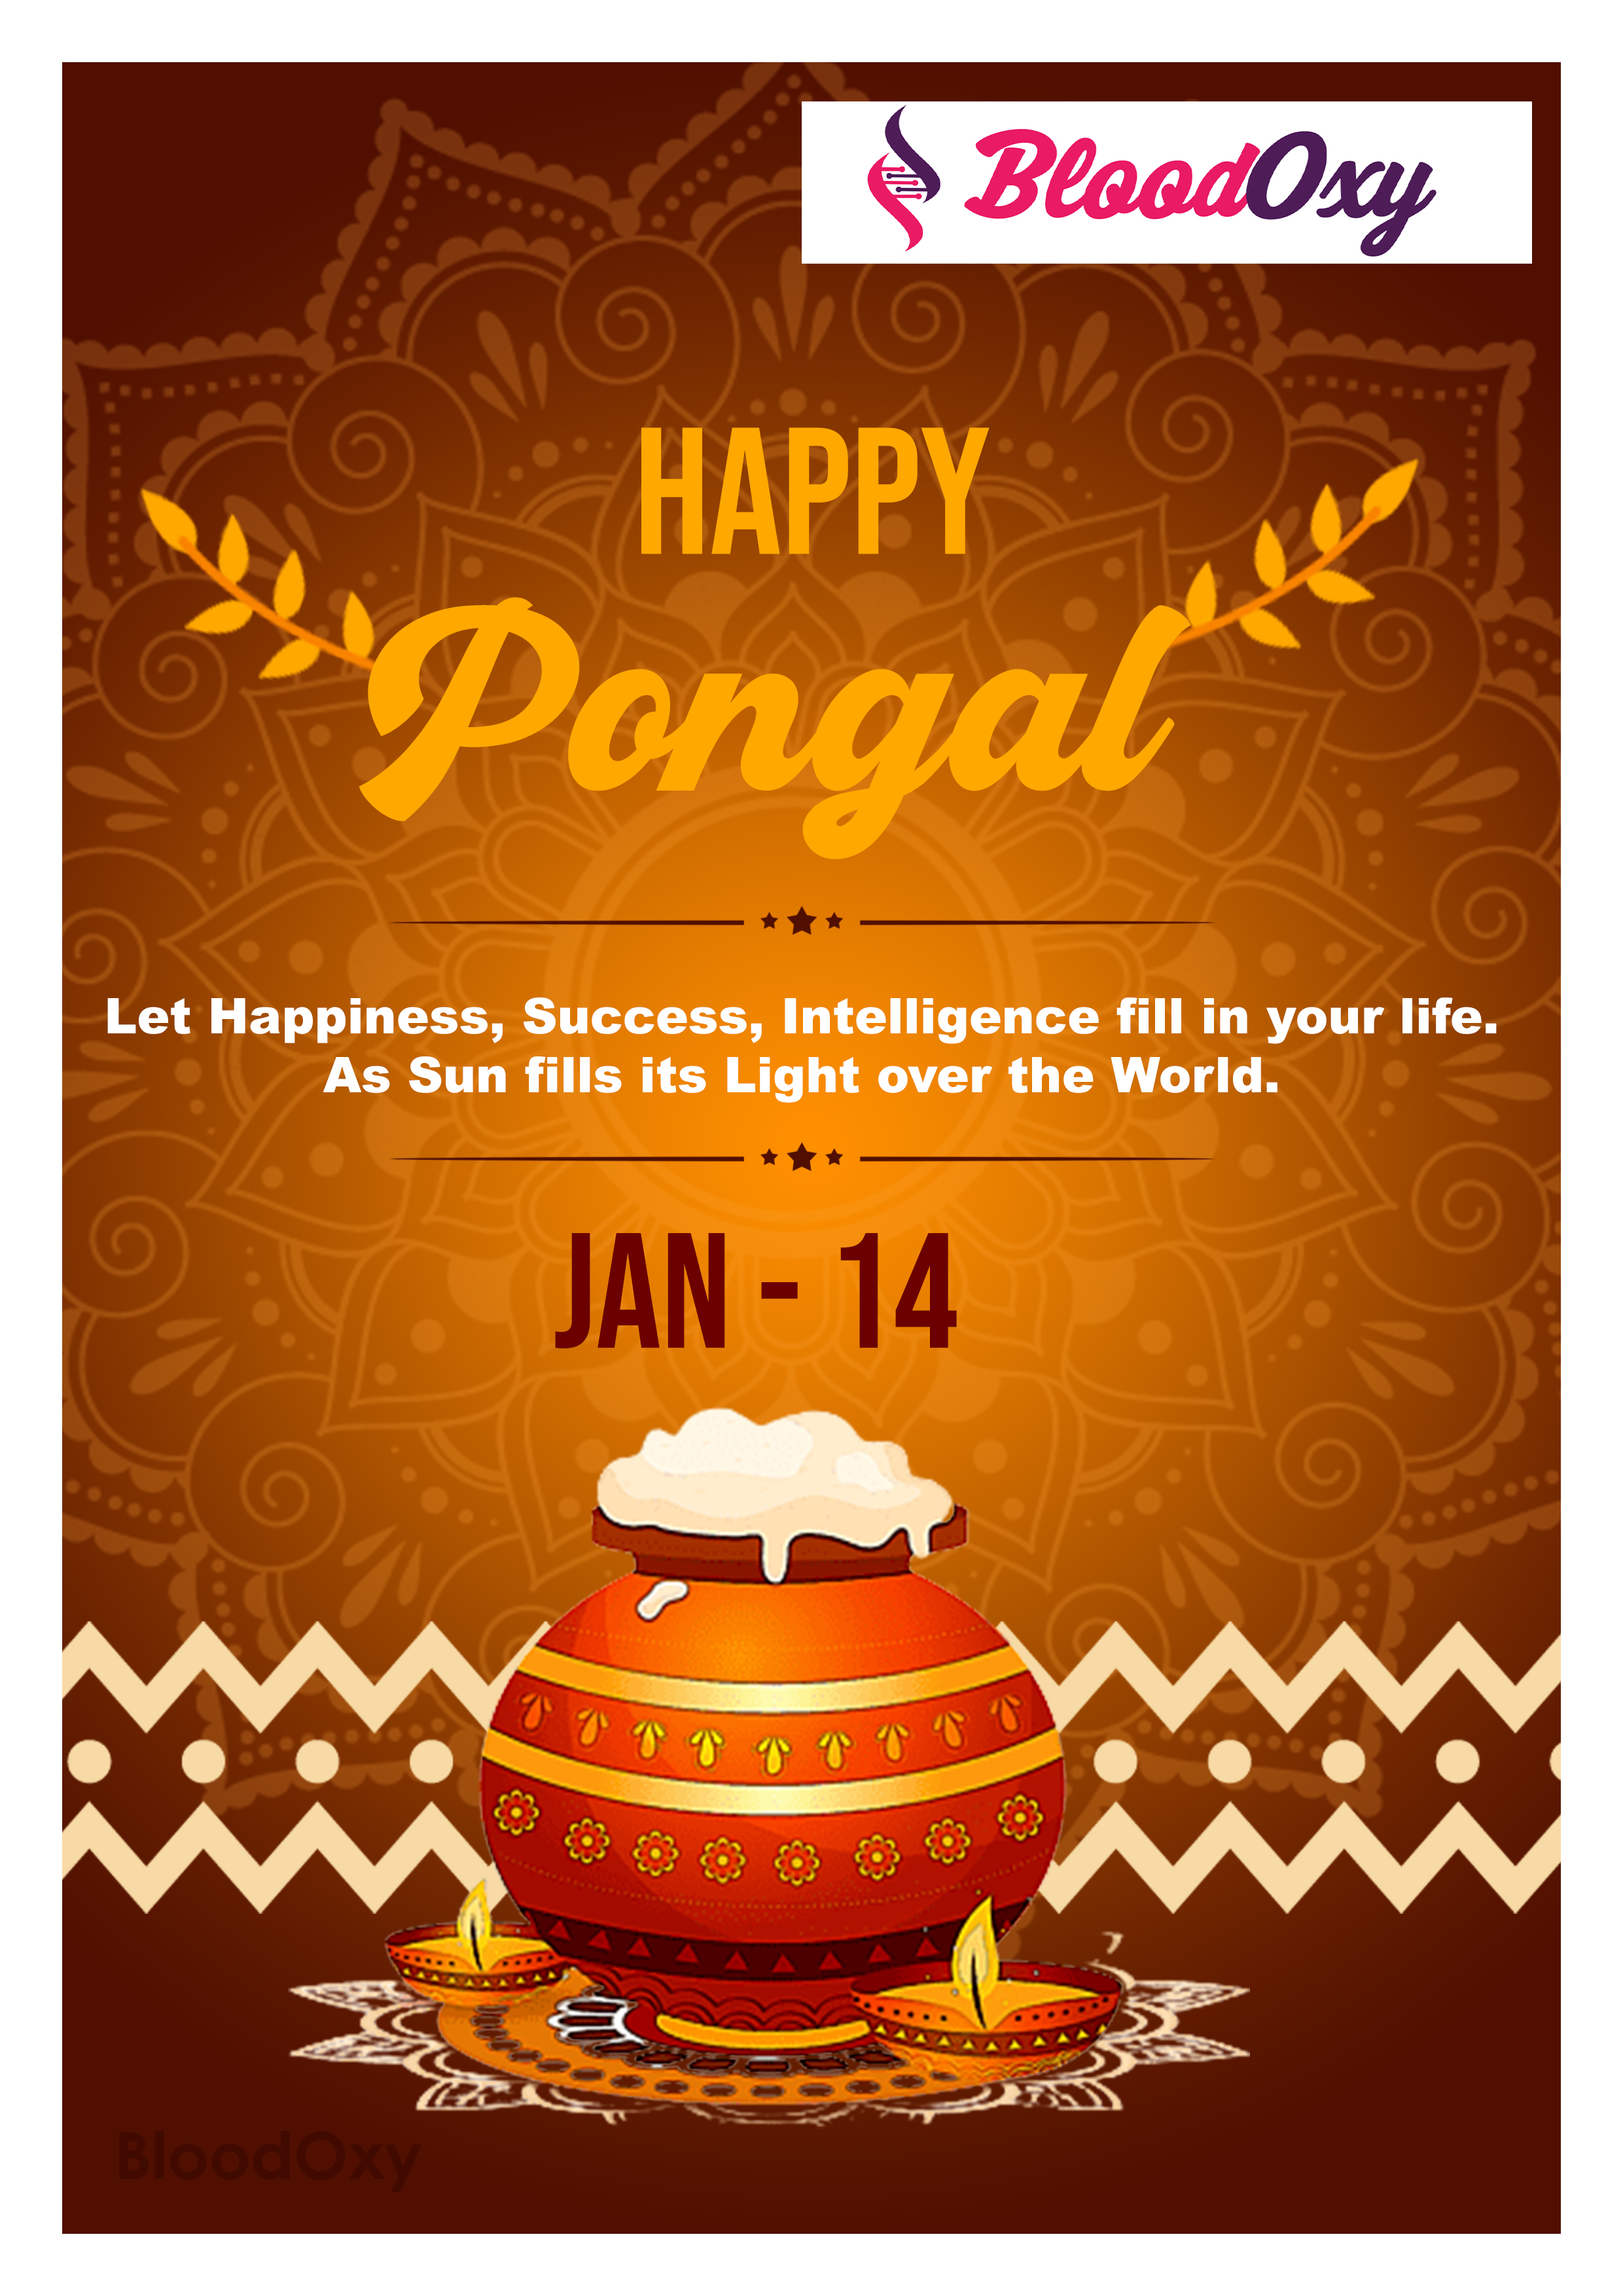 BloodOxy
HAPPY
Pongal
Let Happiness, Success, Intelligence fill in your life.
As Sun fills its Light over the World.
JAN - 14
BloodOxy